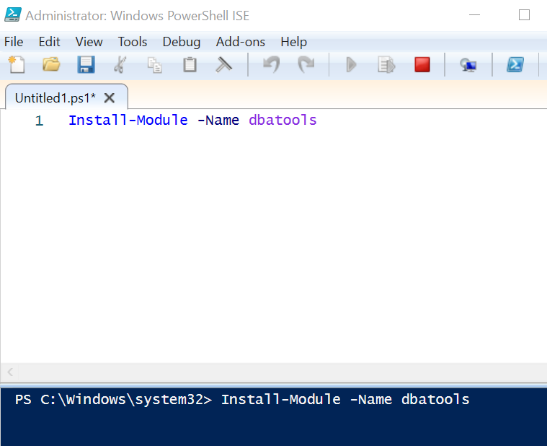 Administrator: Windows PowerShell ISE
File Edit View Tools Debug Add-ons Help
Untitled1.ps1*
1 Install-Module -Name dbatools
PS C:\Windows\system32> Install-Module -Name dbatools